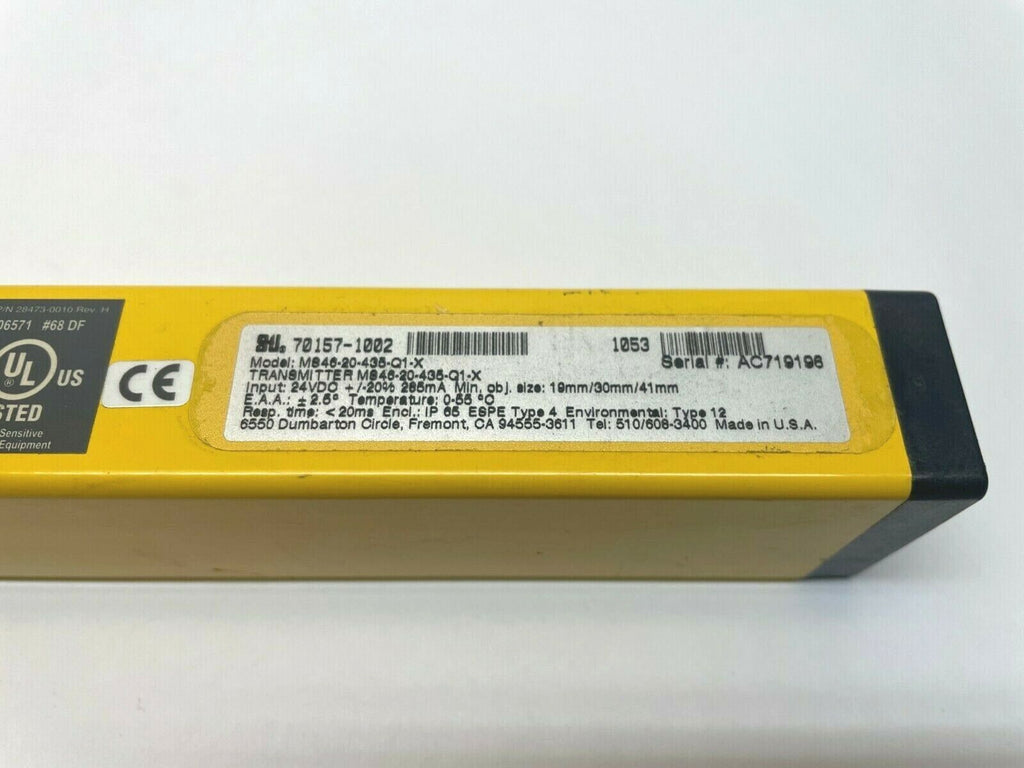 P/N 28473-0010 Rev. H
06571 #68 DF
UL
®
US
STED
Sensitive
Equipment
CE
STI. 70157-1002 1053
Model: MS46-20-435-Q1-X Serial #: AC719196
TRANSMITTER MS46-20-435-Q1-X
Input: 24VDC +/-20% 285mA Min. obj. size: 19mm/30mm/41mm
E.A.A.: ± 2.5° Temperature: 0-55 °C
Resp. time: < 20ms Encl.: IP 65 ESPE Type 4 Environmental: Type 12
6550 Dumbarton Circle, Fremont, CA 94555-3611 Tel: 510/608-3400 Made in U.S.A.